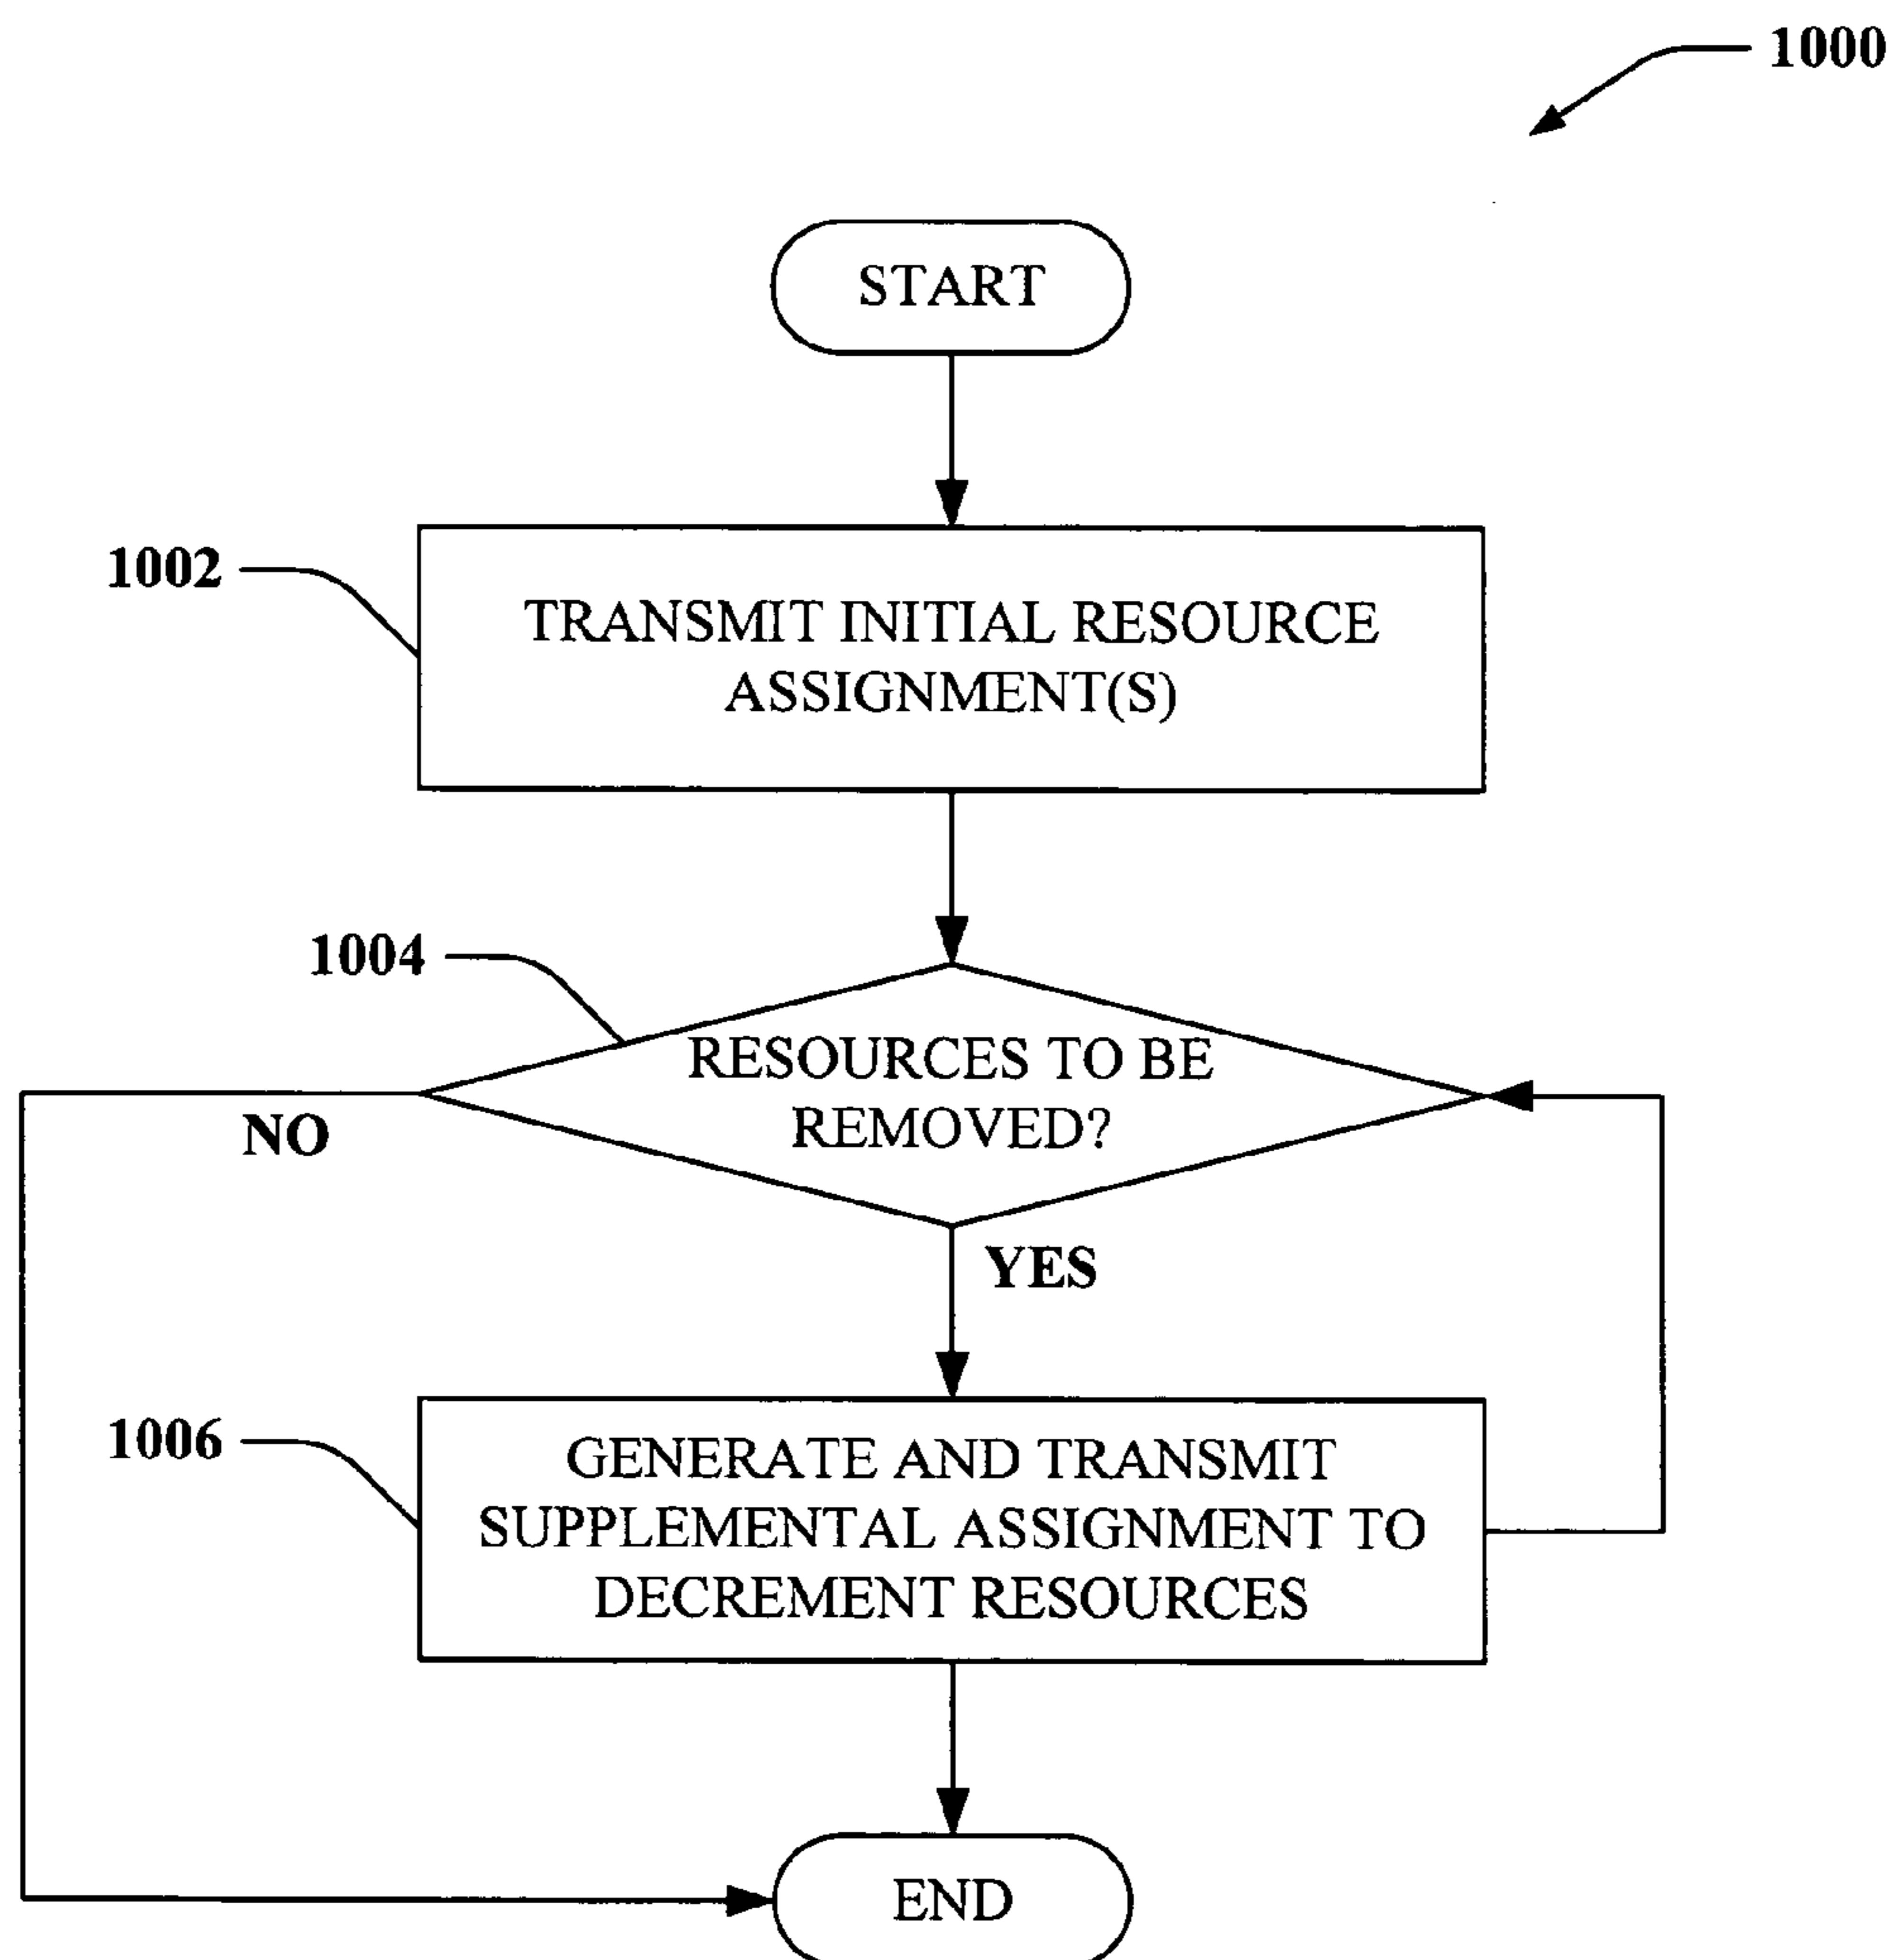 1000
START
1002
TRANSMIT INITIAL RESOURCE
ASSIGNMENT(S)
1004
RESOURCES TO BE
REMOVED?
NO
YES
1006
GENERATE AND TRANSMIT
SUPPLEMENTAL ASSIGNMENT TO
DECREMENT RESOURCES
END